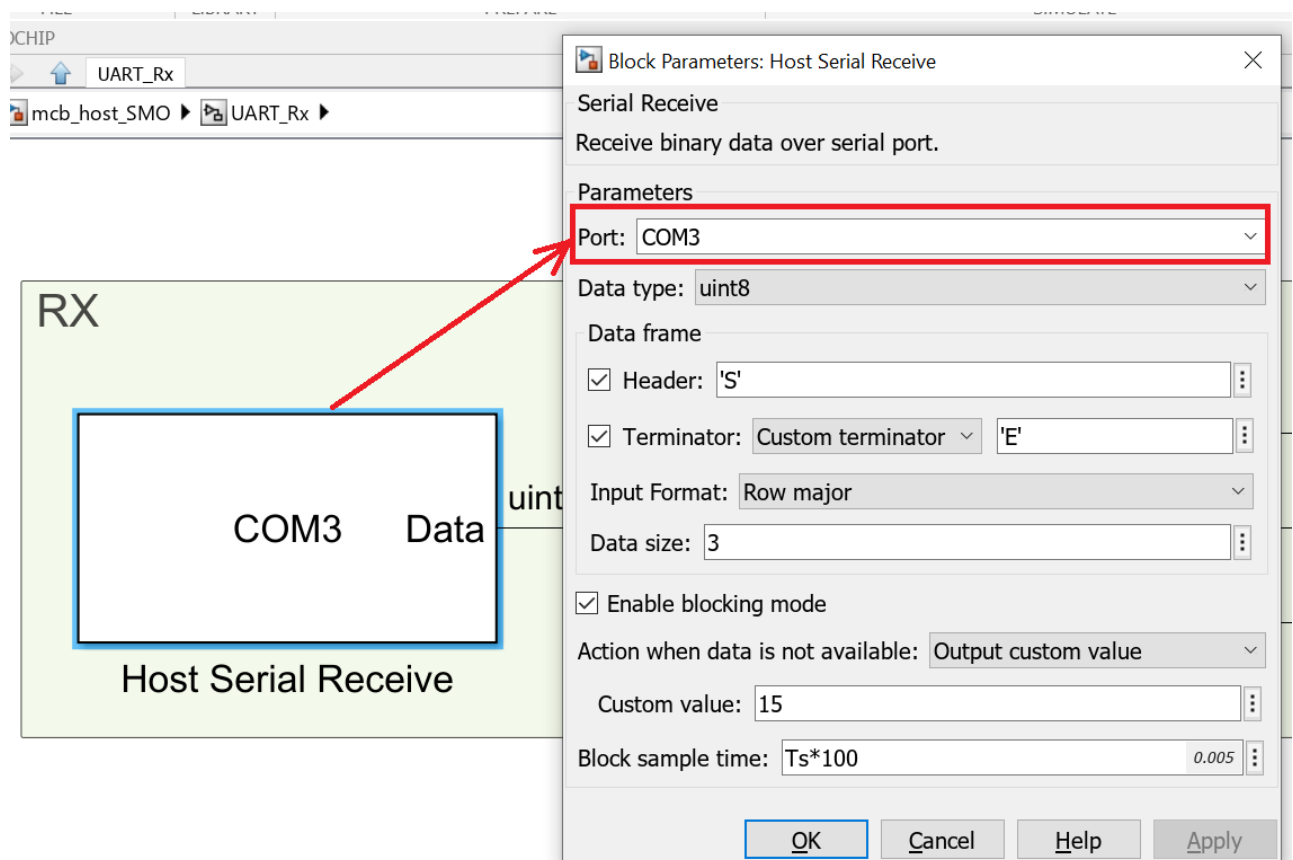 UART_Rx
mcb_host_SMO UART_Rx
RX
COM3 Data
uint
Host Serial Receive
Block Parameters: Host Serial Receive
Serial Receive
Receive binary data over serial port.
Parameters
Port: COM3
Data type: uint8
Data frame
Header: 'S'
Terminator: Custom terminator 'E'
Input Format: Row major
Data size: 3
Enable blocking mode
Action when data is not available: Output custom value
Custom value: 15
Block sample time: Ts*100 0.005
OK Cancel Help Apply